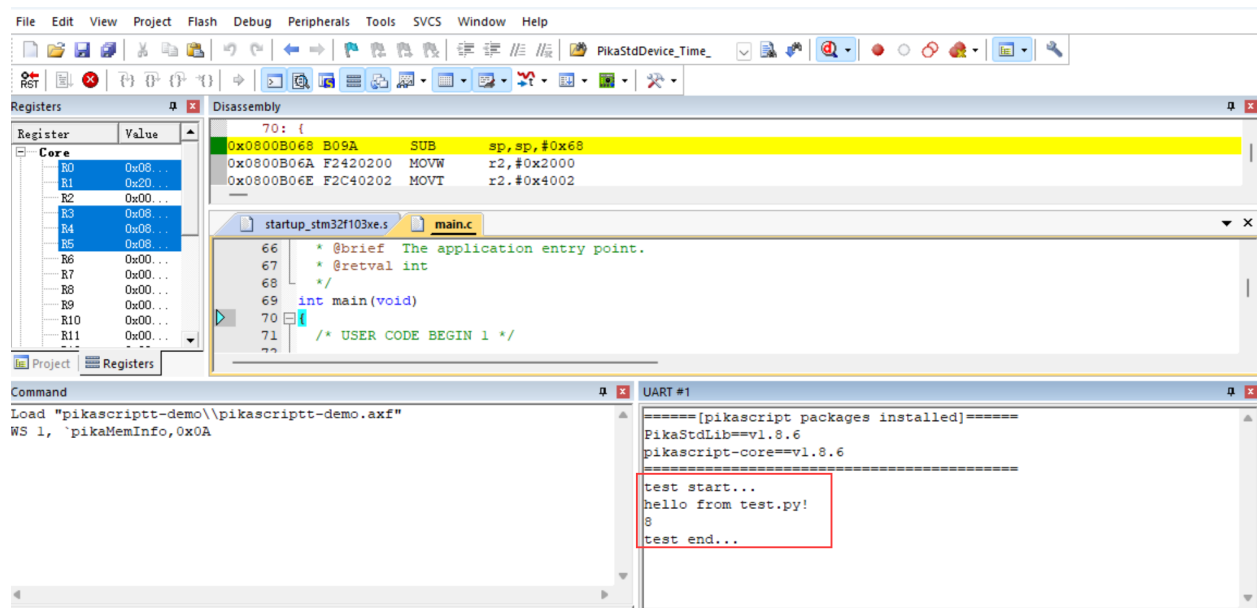 File Edit View Project Flash Debug Peripherals Tools SVCS Window Help
PikaStdDevice_Time_
RST
Registers
Register Value
Core
R0 0x08...
R1 0x20...
R2 0x00...
R3 0x08...
R4 0x08...
R5 0x08...
R6 0x00...
R7 0x00...
R8 0x00...
R9 0x00...
R10 0x00...
R11 0x00...
Project Registers
Disassembly
70: {
0x0800B068 B09A SUB sp,sp,#0x68
0x0800B06A F2420200 MOVW r2,#0x2000
0x0800B06E F2C40202 MOVT r2,#0x4002
startup_stm32f103xe.s main.c
66 * @brief The application entry point.
67 * @retval int
68 */
69 int main(void)
70 {
71 /* USER CODE BEGIN 1 */
72
Command
Load "pikascriptt-demo\\pikascriptt-demo.axf"
WS 1, `pikaMemInfo,0x0A
UART #1
======[pikascript packages installed]======
PikaStdLib==v1.8.6
pikascript-core==v1.8.6
===========================================
test start...
hello from test.py!
8
test end...